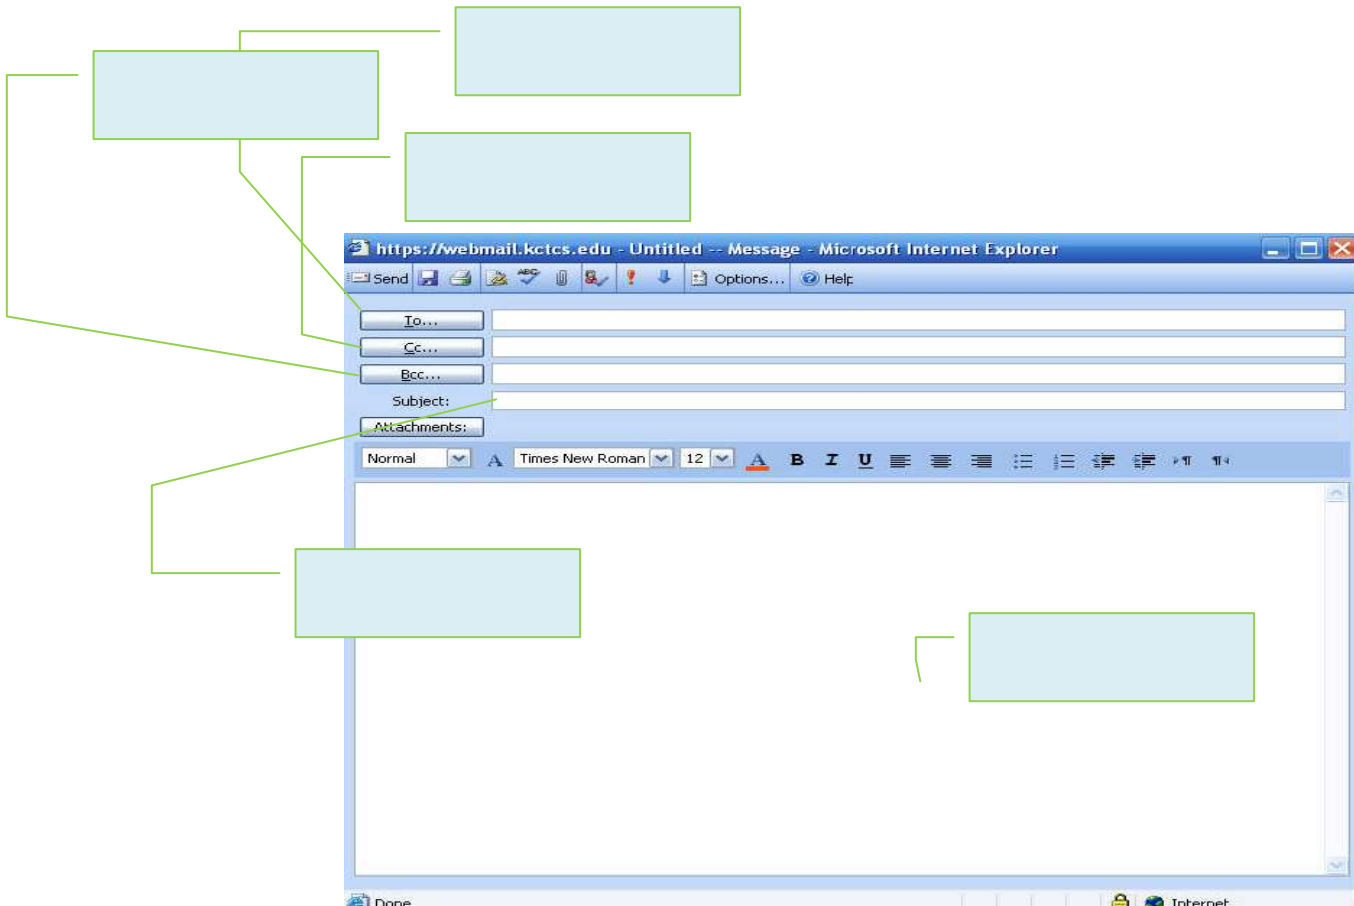 https://webmail.kctcs.edu - Untitled -- Message - Microsoft Internet Explorer
Send ABC Options... Help
To...
Cc...
Bcc...
Subject:
Attachments:
Normal A Times New Roman 12 A B I U
Done Internet